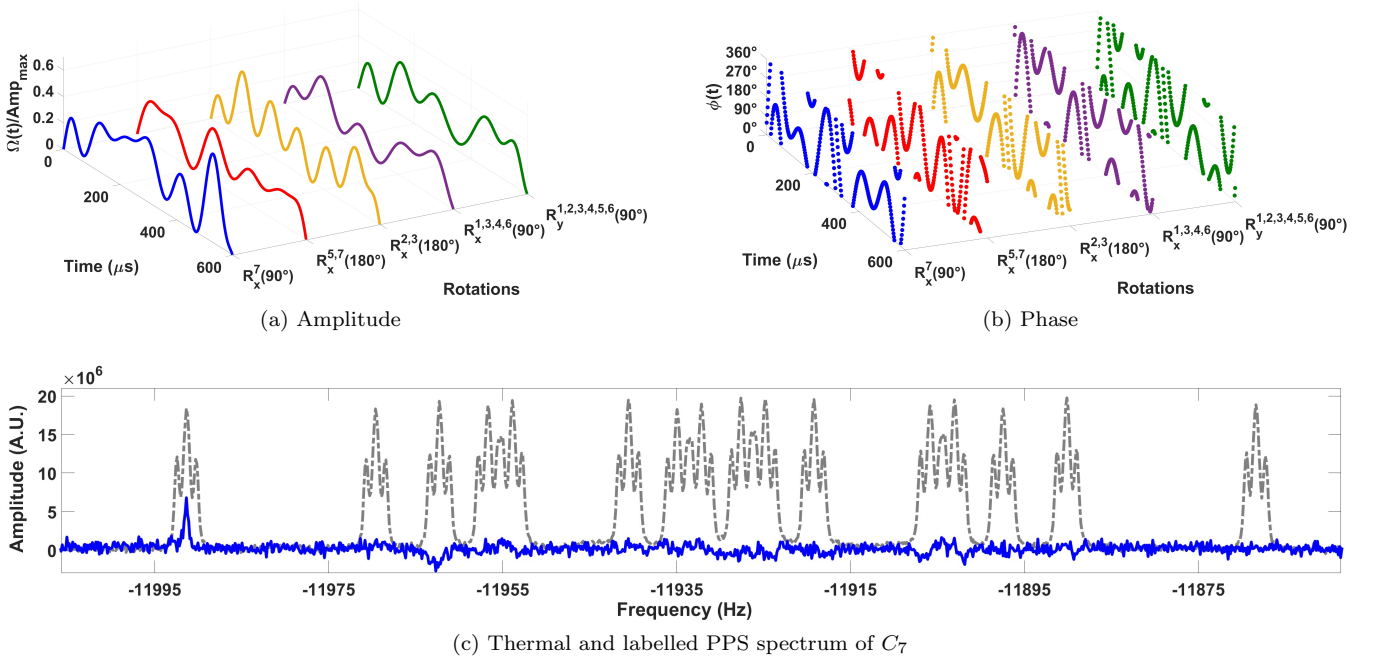 Ω(t)/Amp_max
0.6
0.4
0.2
0
0
200
400
600
Time (μs)
R_x^7(90°)
R_x^{5,7}(180°)
R_x^{2,3}(180°)
R_x^{1,3,4,6}(90°)
R_y^{1,2,3,4,5,6}(90°)
Rotations
(a) Amplitude
ϕ(t)
360°
270°
180°
90°
0
0
200
400
600
Time (μs)
R_x^7(90°)
R_x^{5,7}(180°)
R_x^{2,3}(180°)
R_x^{1,3,4,6}(90°)
R_y^{1,2,3,4,5,6}(90°)
Rotations
(b) Phase
×10^6
Amplitude (A.U.)
20
15
10
5
0
-11995 -11975 -11955 -11935 -11915 -11895 -11875
Frequency (Hz)
(c) Thermal and labelled PPS spectrum of C_7